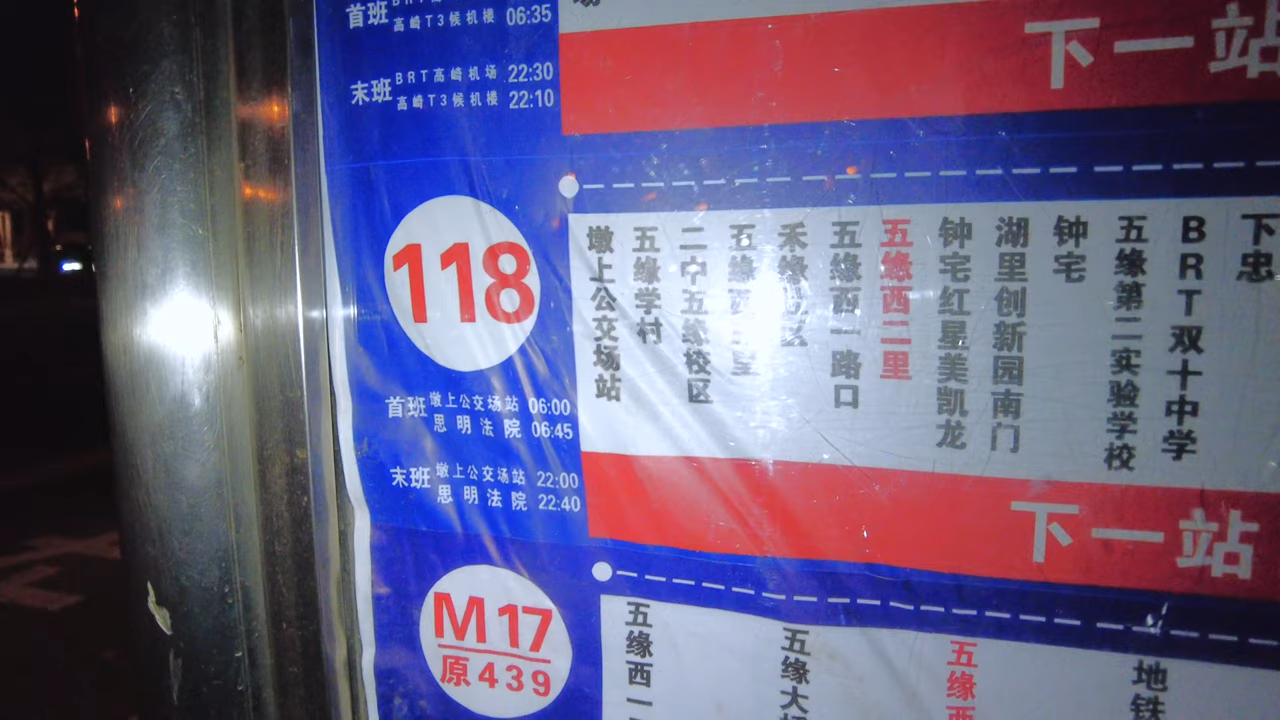 首班
高崎T3候机楼 06:35
末班
BRT高崎机场 22:30
高崎T3候机楼 22:10
下一站
118
首班
墩上公交场站 06:00
思明法院 06:45
末班
墩上公交场站 22:00
思明法院 22:40
墩上公交场站
五缘学村
二中五缘校区
五缘西三里
五缘西一路口
五缘西二里
钟宅红星美凯龙
湖里创新园南门
钟宅
五缘第二实验学校
BRT双十中学
下忠
下一站
M17
原439
五缘西一
五缘大
五缘西
地铁